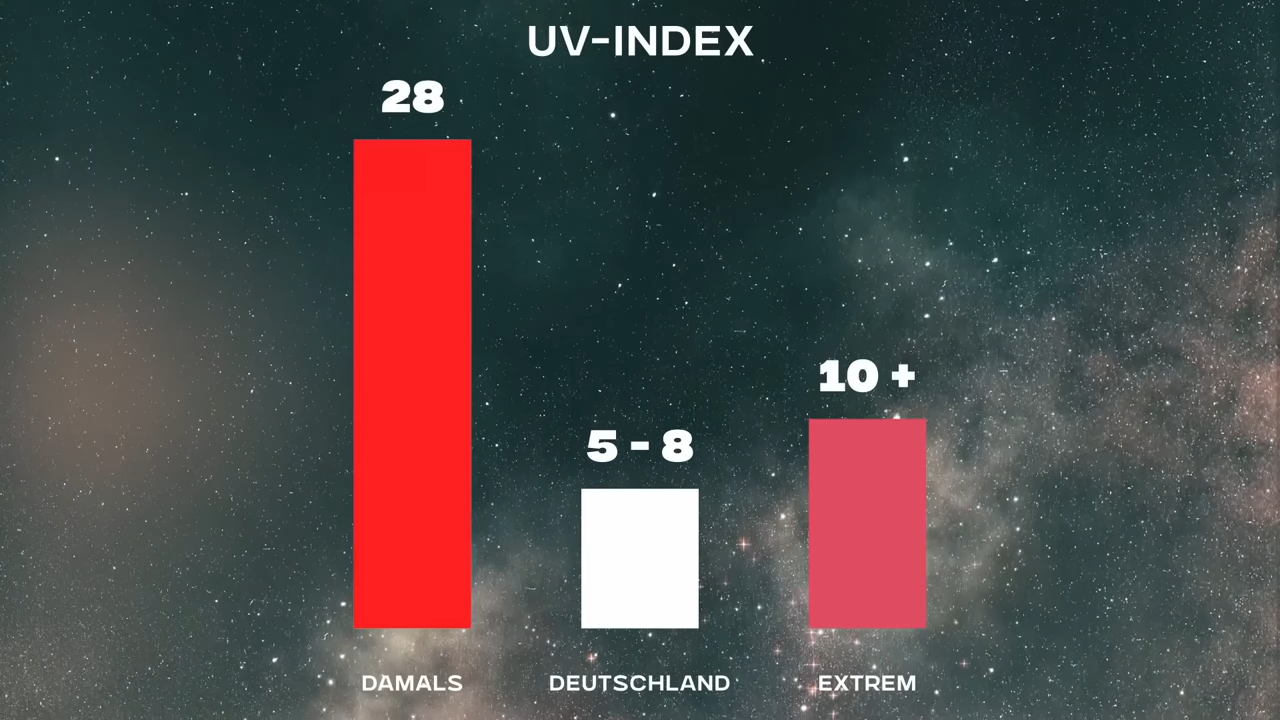 UV-INDEX
28
5 - 8
10 +
DAMALS
DEUTSCHLAND
EXTREM